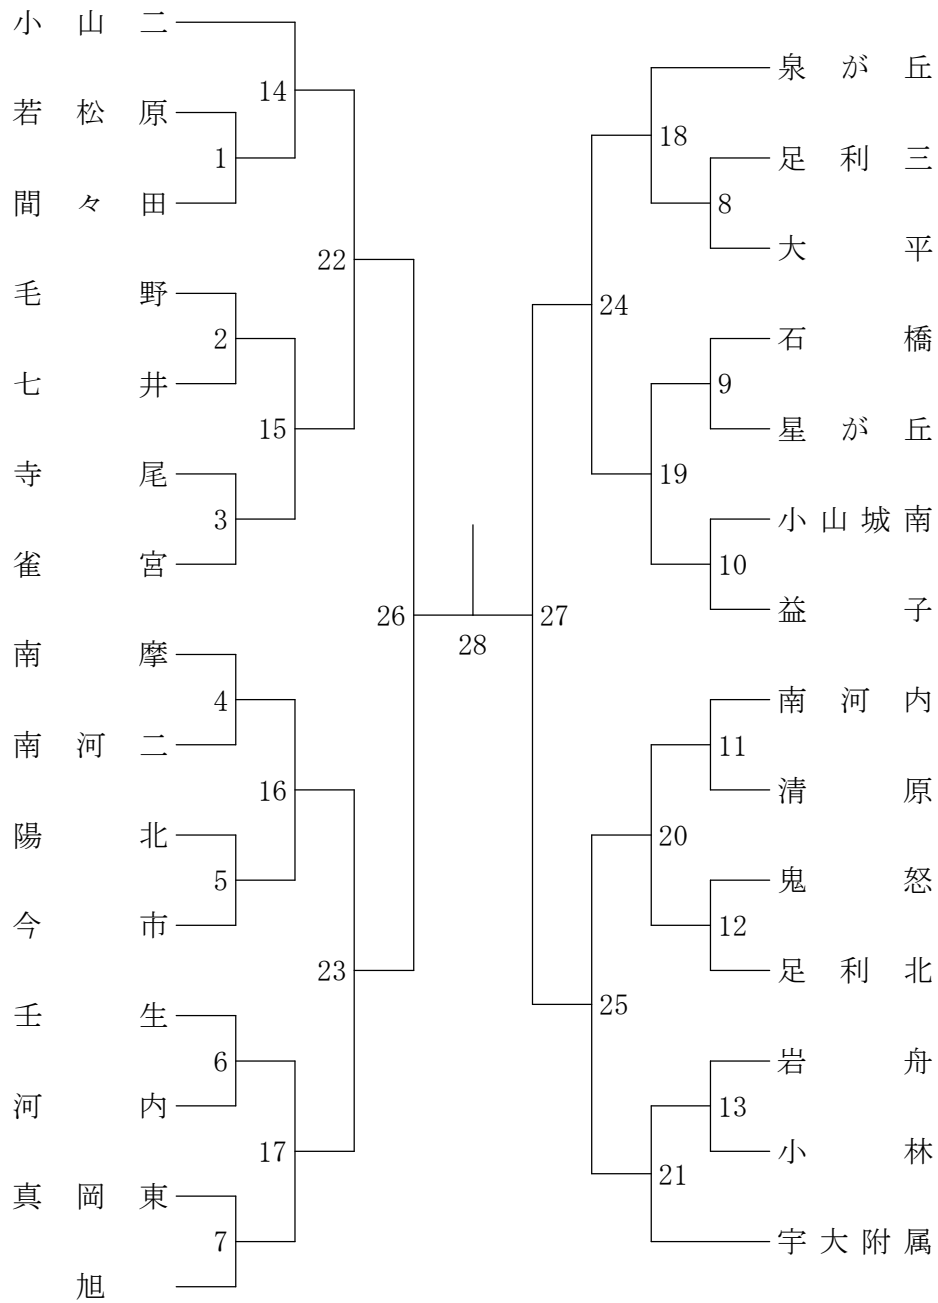 小山二
若松原
間々田
毛野
七井
寺尾
雀宮
南摩
南河二
陽北
今市
壬生
河内
真岡東
旭
1
2
3
4
5
6
7
14
15
16
17
22
23
26
28
27
24
25
18
19
20
21
8
9
10
11
12
13
泉が丘
足利三
大平
石橋
星が丘
小山城南
益子
南河内
清原
鬼怒
足利北
岩舟
小林
宇大附属